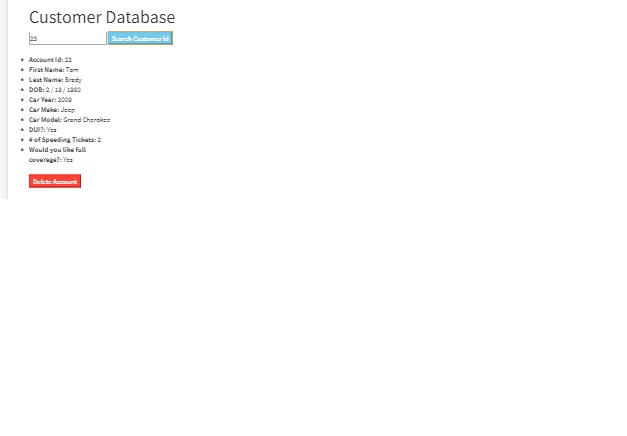 Customer Database
23 Search Customer Id
Account Id: 23
First Name: Tom
Last Name: Brady
DOB: 2 / 18 / 1980
Car Year: 2009
Car Make: Jeep
Car Model: Grand Cherokee
DUI?: Yes
# of Speeding Tickets: 2
Would you like full
coverage?: Yes
Delete Account